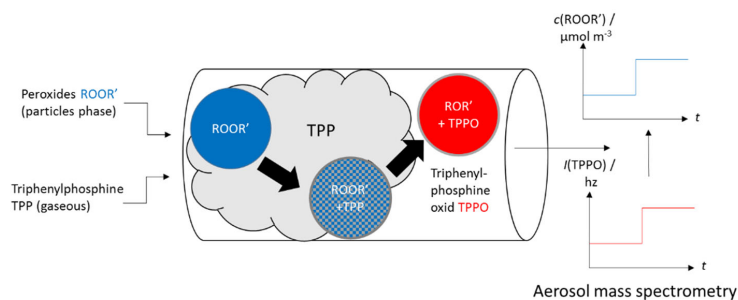 c(ROOR’) /
µmol m-3
Peroxides ROOR’
(particles phase)
ROOR’
TPP
ROR’
+ TPPO
t
Triphenylphosphine
TPP (gaseous)
ROOR’
+TPP
Triphenyl-
phosphine
oxid TPPO
I(TPPO) /
hz
t
Aerosol mass spectrometry